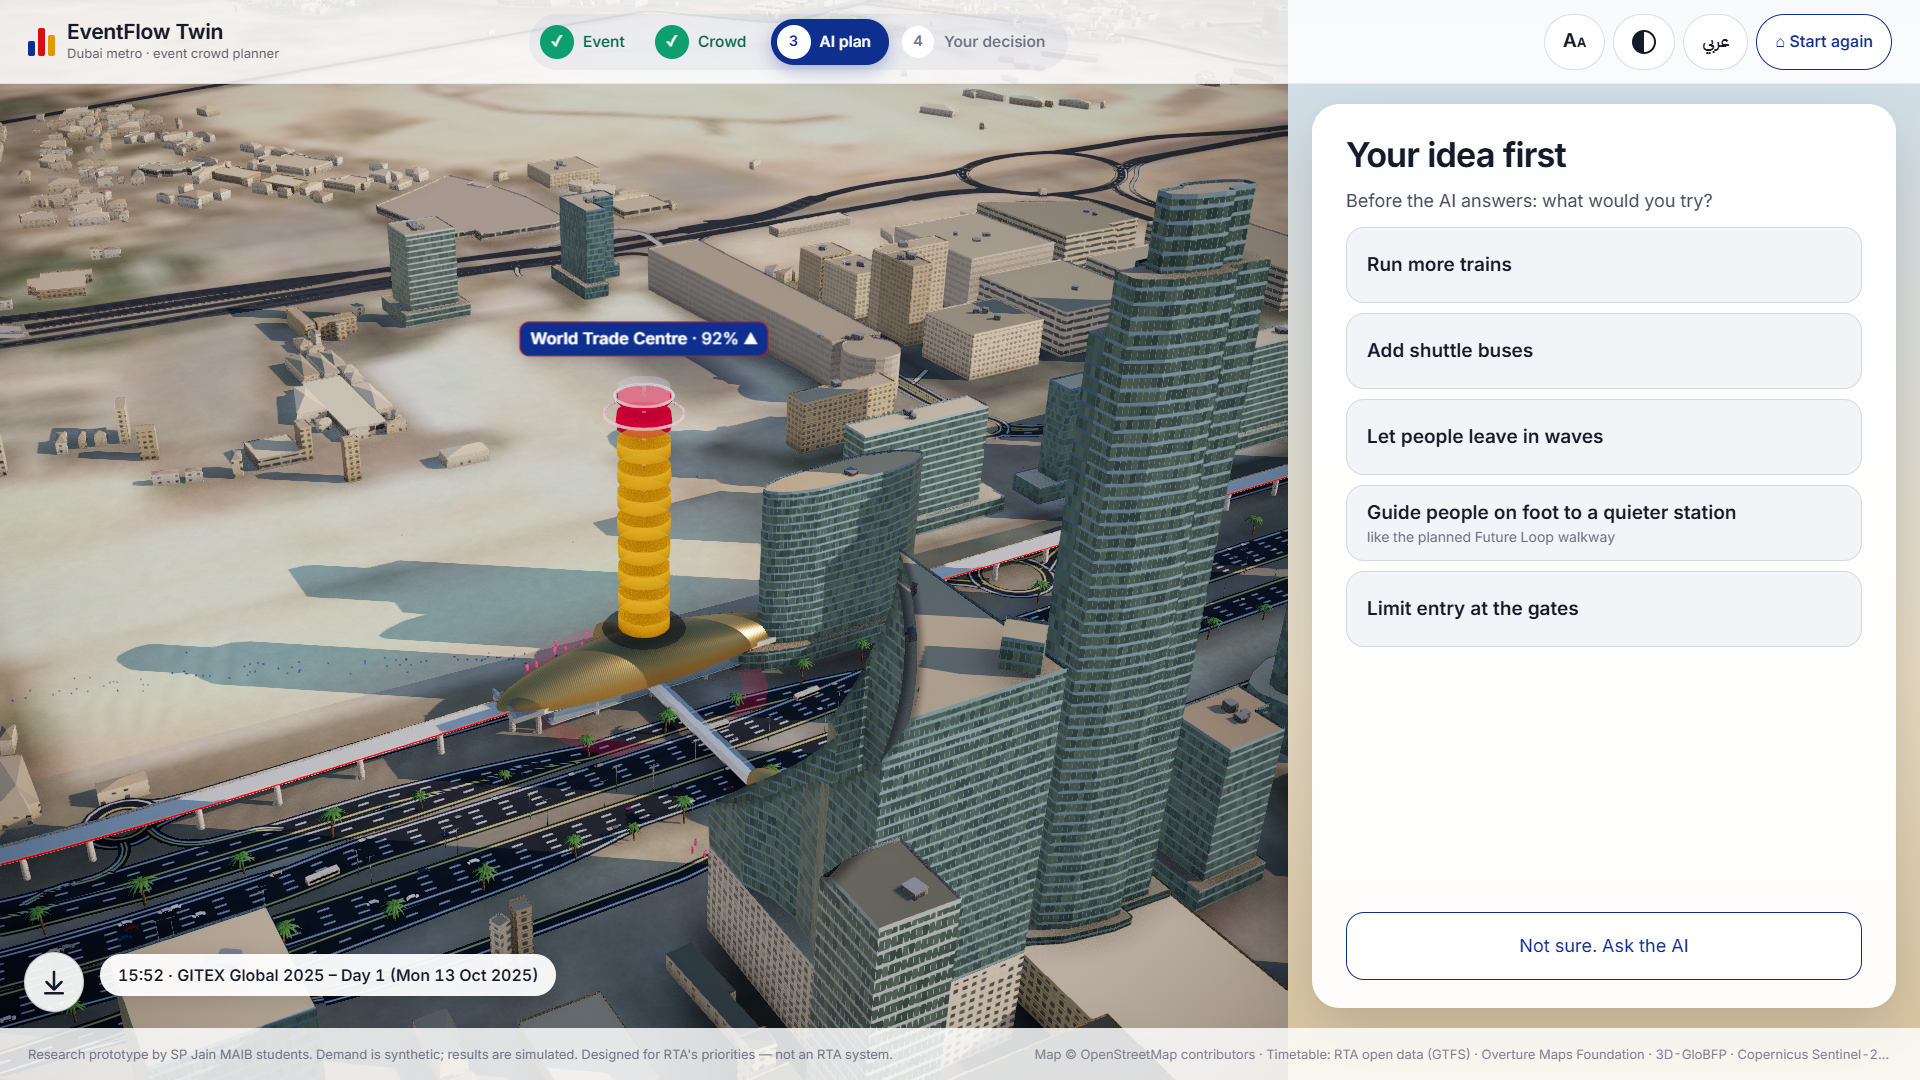 EventFlow Twin
Dubai metro · event crowd planner
✓ Event
✓ Crowd
3 AI plan
4 Your decision
AA
عربي
⌂ Start again
Your idea first
Before the AI answers: what would you try?
Run more trains
Add shuttle buses
Let people leave in waves
Guide people on foot to a quieter station
like the planned Future Loop walkway
Limit entry at the gates
Not sure. Ask the AI
World Trade Centre · 92% ▲
15:52 · GITEX Global 2025 – Day 1 (Mon 13 Oct 2025)
Research prototype by SP Jain MAIB students. Demand is synthetic; results are simulated. Designed for RTA's priorities — not an RTA system.
Map © OpenStreetMap contributors · Timetable: RTA open data (GTFS) · Overture Maps Foundation · 3D-GloBFP · Copernicus Sentinel-2...